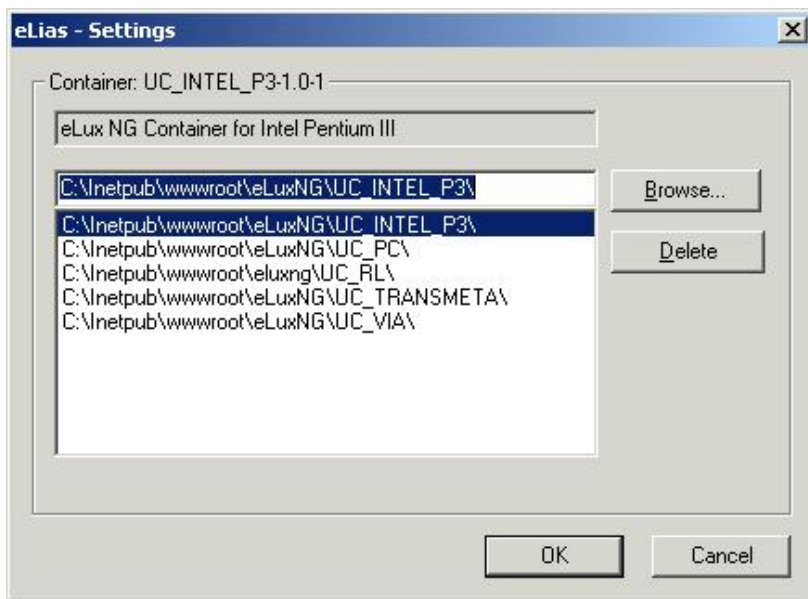 eLias - Settings
Container: UC_INTEL_P3-1.0-1
eLux NG Container for Intel Pentium III
C:\Inetpub\wwwroot\eLuxNG\UC_INTEL_P3\
Browse...
C:\Inetpub\wwwroot\eLuxNG\UC_INTEL_P3\
C:\Inetpub\wwwroot\eLuxNG\UC_PC\
Delete
C:\Inetpub\wwwroot\eluxng\UC_RL\
C:\Inetpub\wwwroot\eLuxNG\UC_TRANSMETA\
C:\Inetpub\wwwroot\eLuxNG\UC_VIA\
OK
Cancel